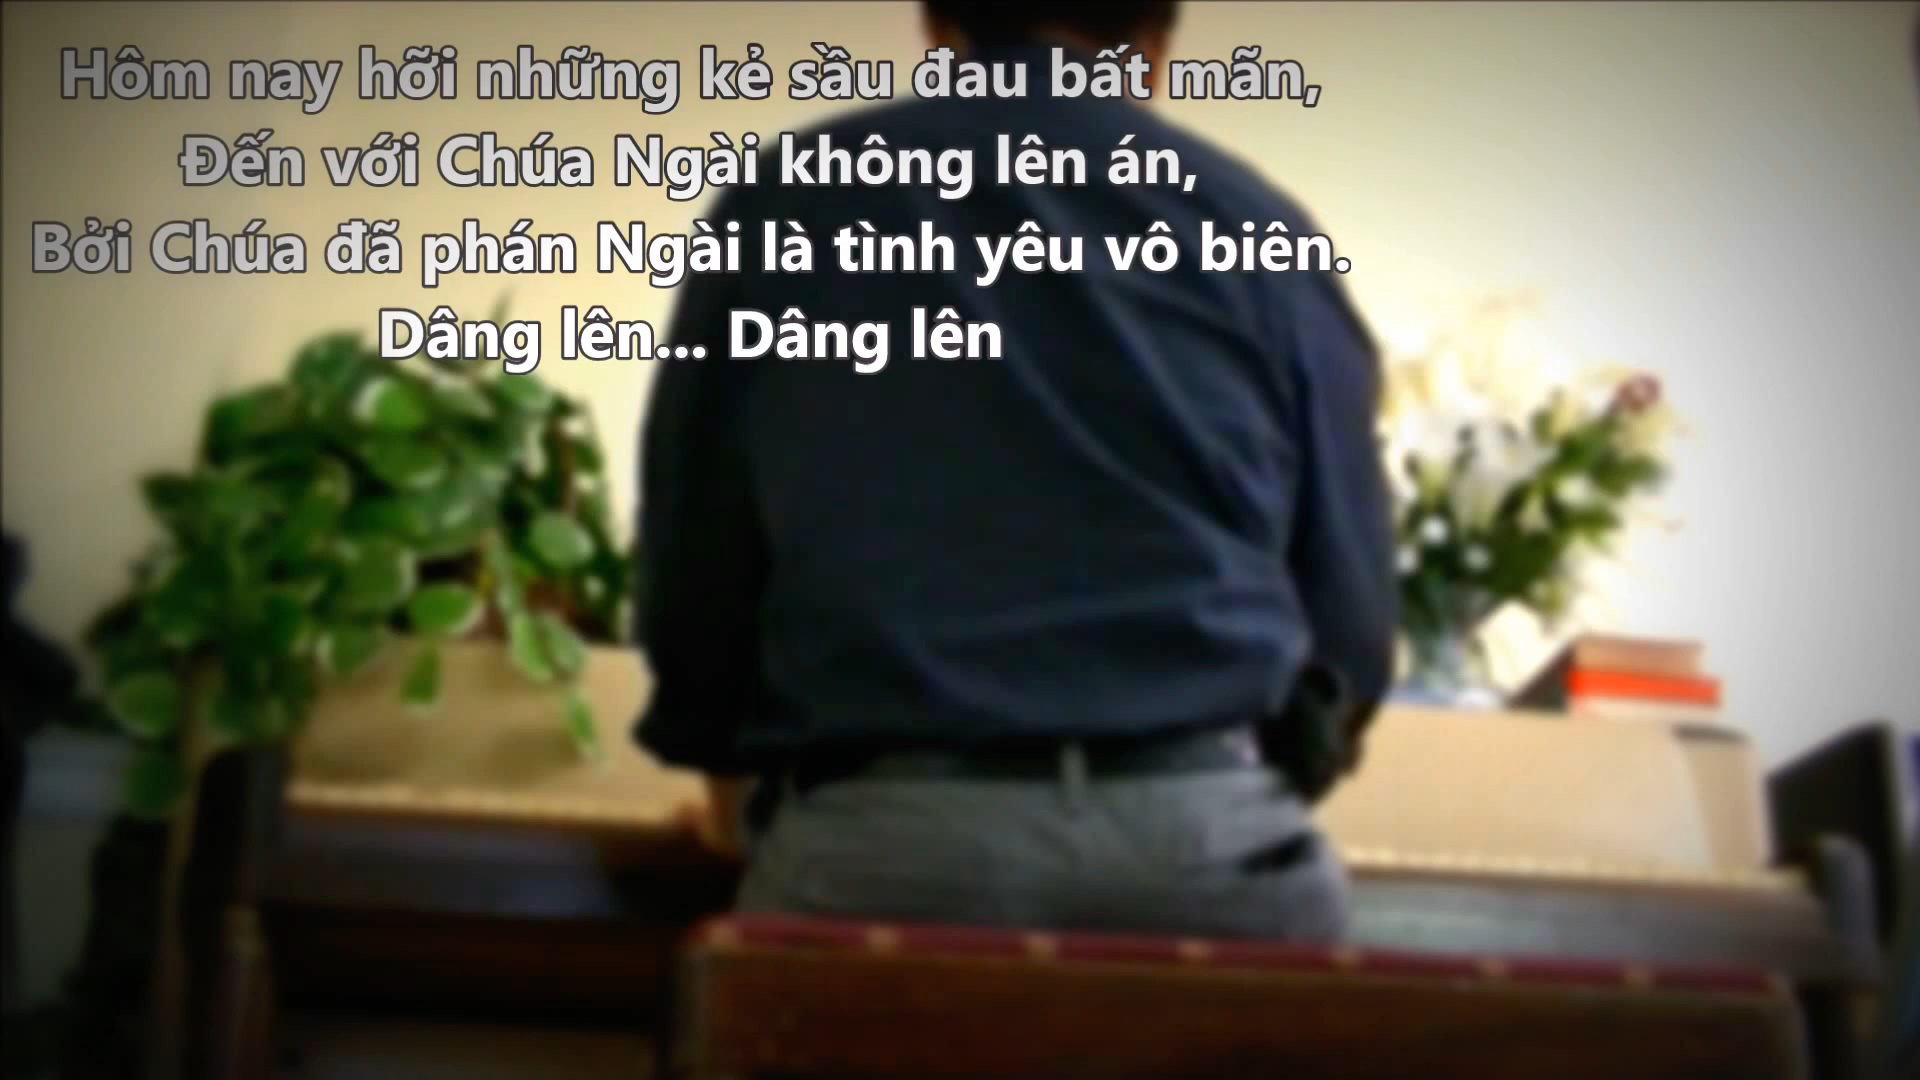 Hôm nay hỡi những kẻ sầu đau bất mãn,
Đến với Chúa Ngài không lên án,
Bởi Chúa đã phán Ngài là tình yêu vô biên.
Dâng lên... Dâng lên